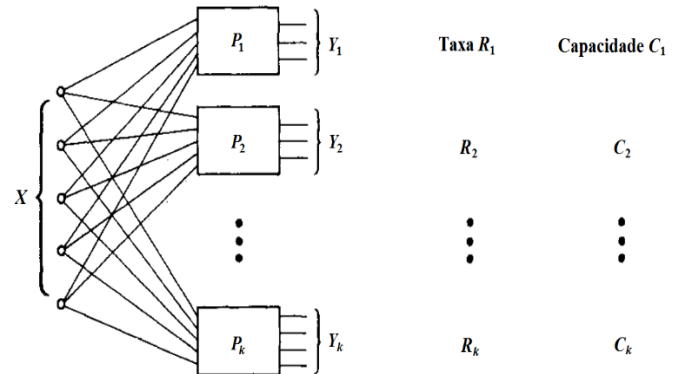 P1 Y1 Taxa R1 Capacidade C1
P2 Y2 R2 C2
X
Pk Yk Rk Ck